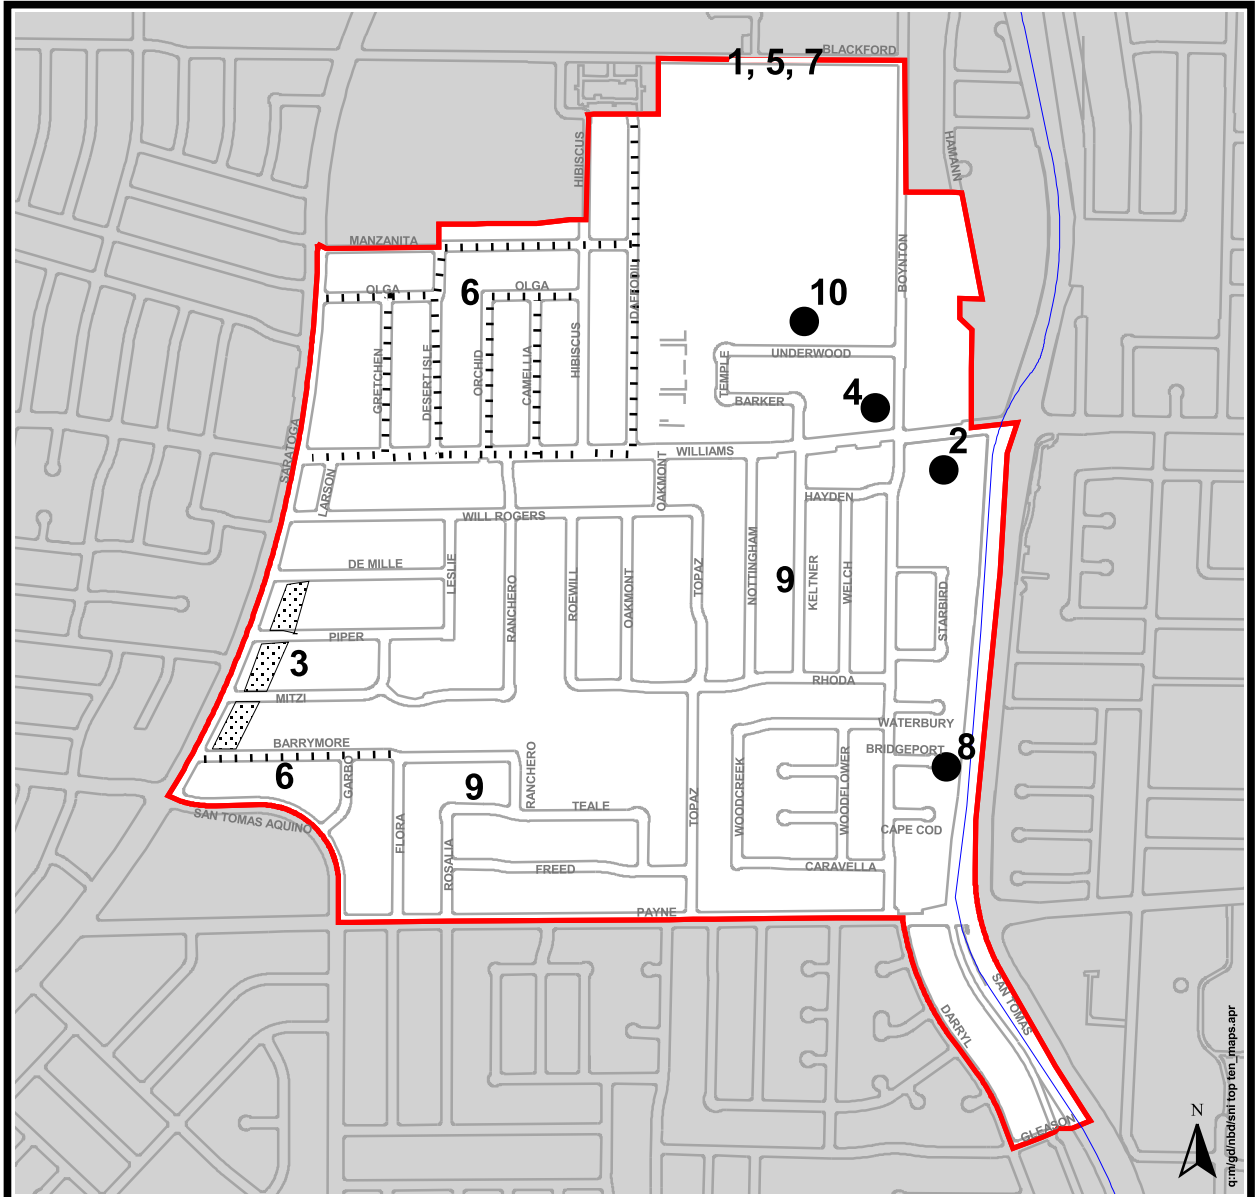 BLACKFORD
1, 5, 7
HIBISCUS
HAMANN
MANZANITA
BOYNTON
OLGA
6
OLGA
DAFFODIL
10
GRETCHEN
DESERT ISLE
ORCHID
CAMELLIA
HIBISCUS
UNDERWOOD
TEMPLE
BARKER
4
SARATOGA
WILLIAMS
2
LARSON
OAKMONT
HAYDEN
WILL ROGERS
DE MILLE
LESLIE
RANCHERO
ROEWILL
OAKMONT
TOPAZ
NOTTINGHAM
9
KELTNER
WELCH
STARBIRD
PIPER
3
MITZI
RHODA
WATERBURY
BARRYMORE
BRIDGEPORT
8
6
GARBO
9
RANCHERO
TEALE
TOPAZ
WOODCREEK
WOODFLOWER
SAN TOMAS AQUINO
FLORA
ROSALIA
CAPE COD
FREED
CARAVELLA
PAYNE
DARRYL
SAN TOMAS
GLEASON
N
q:m/gd/nbd/sni top ten_maps.apr